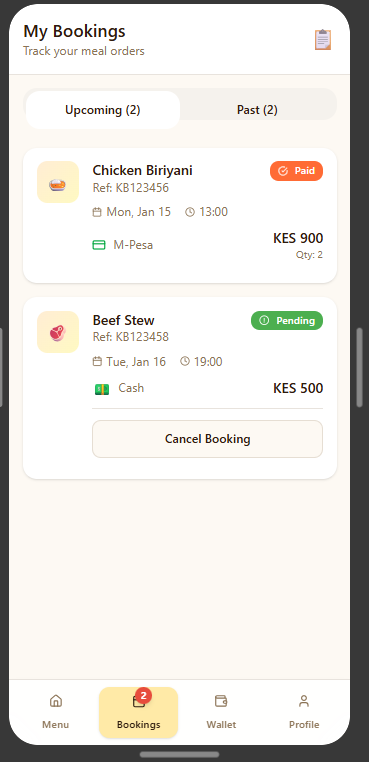 My Bookings
Track your meal orders
Upcoming (2)
Past (2)
Chicken Biriyani
Paid
Ref: KB123456
Mon, Jan 15
13:00
M-Pesa
KES 900
Qty: 2
Beef Stew
Pending
Ref: KB123458
Tue, Jan 16
19:00
Cash
KES 500
Cancel Booking
2
Menu
Bookings
Wallet
Profile